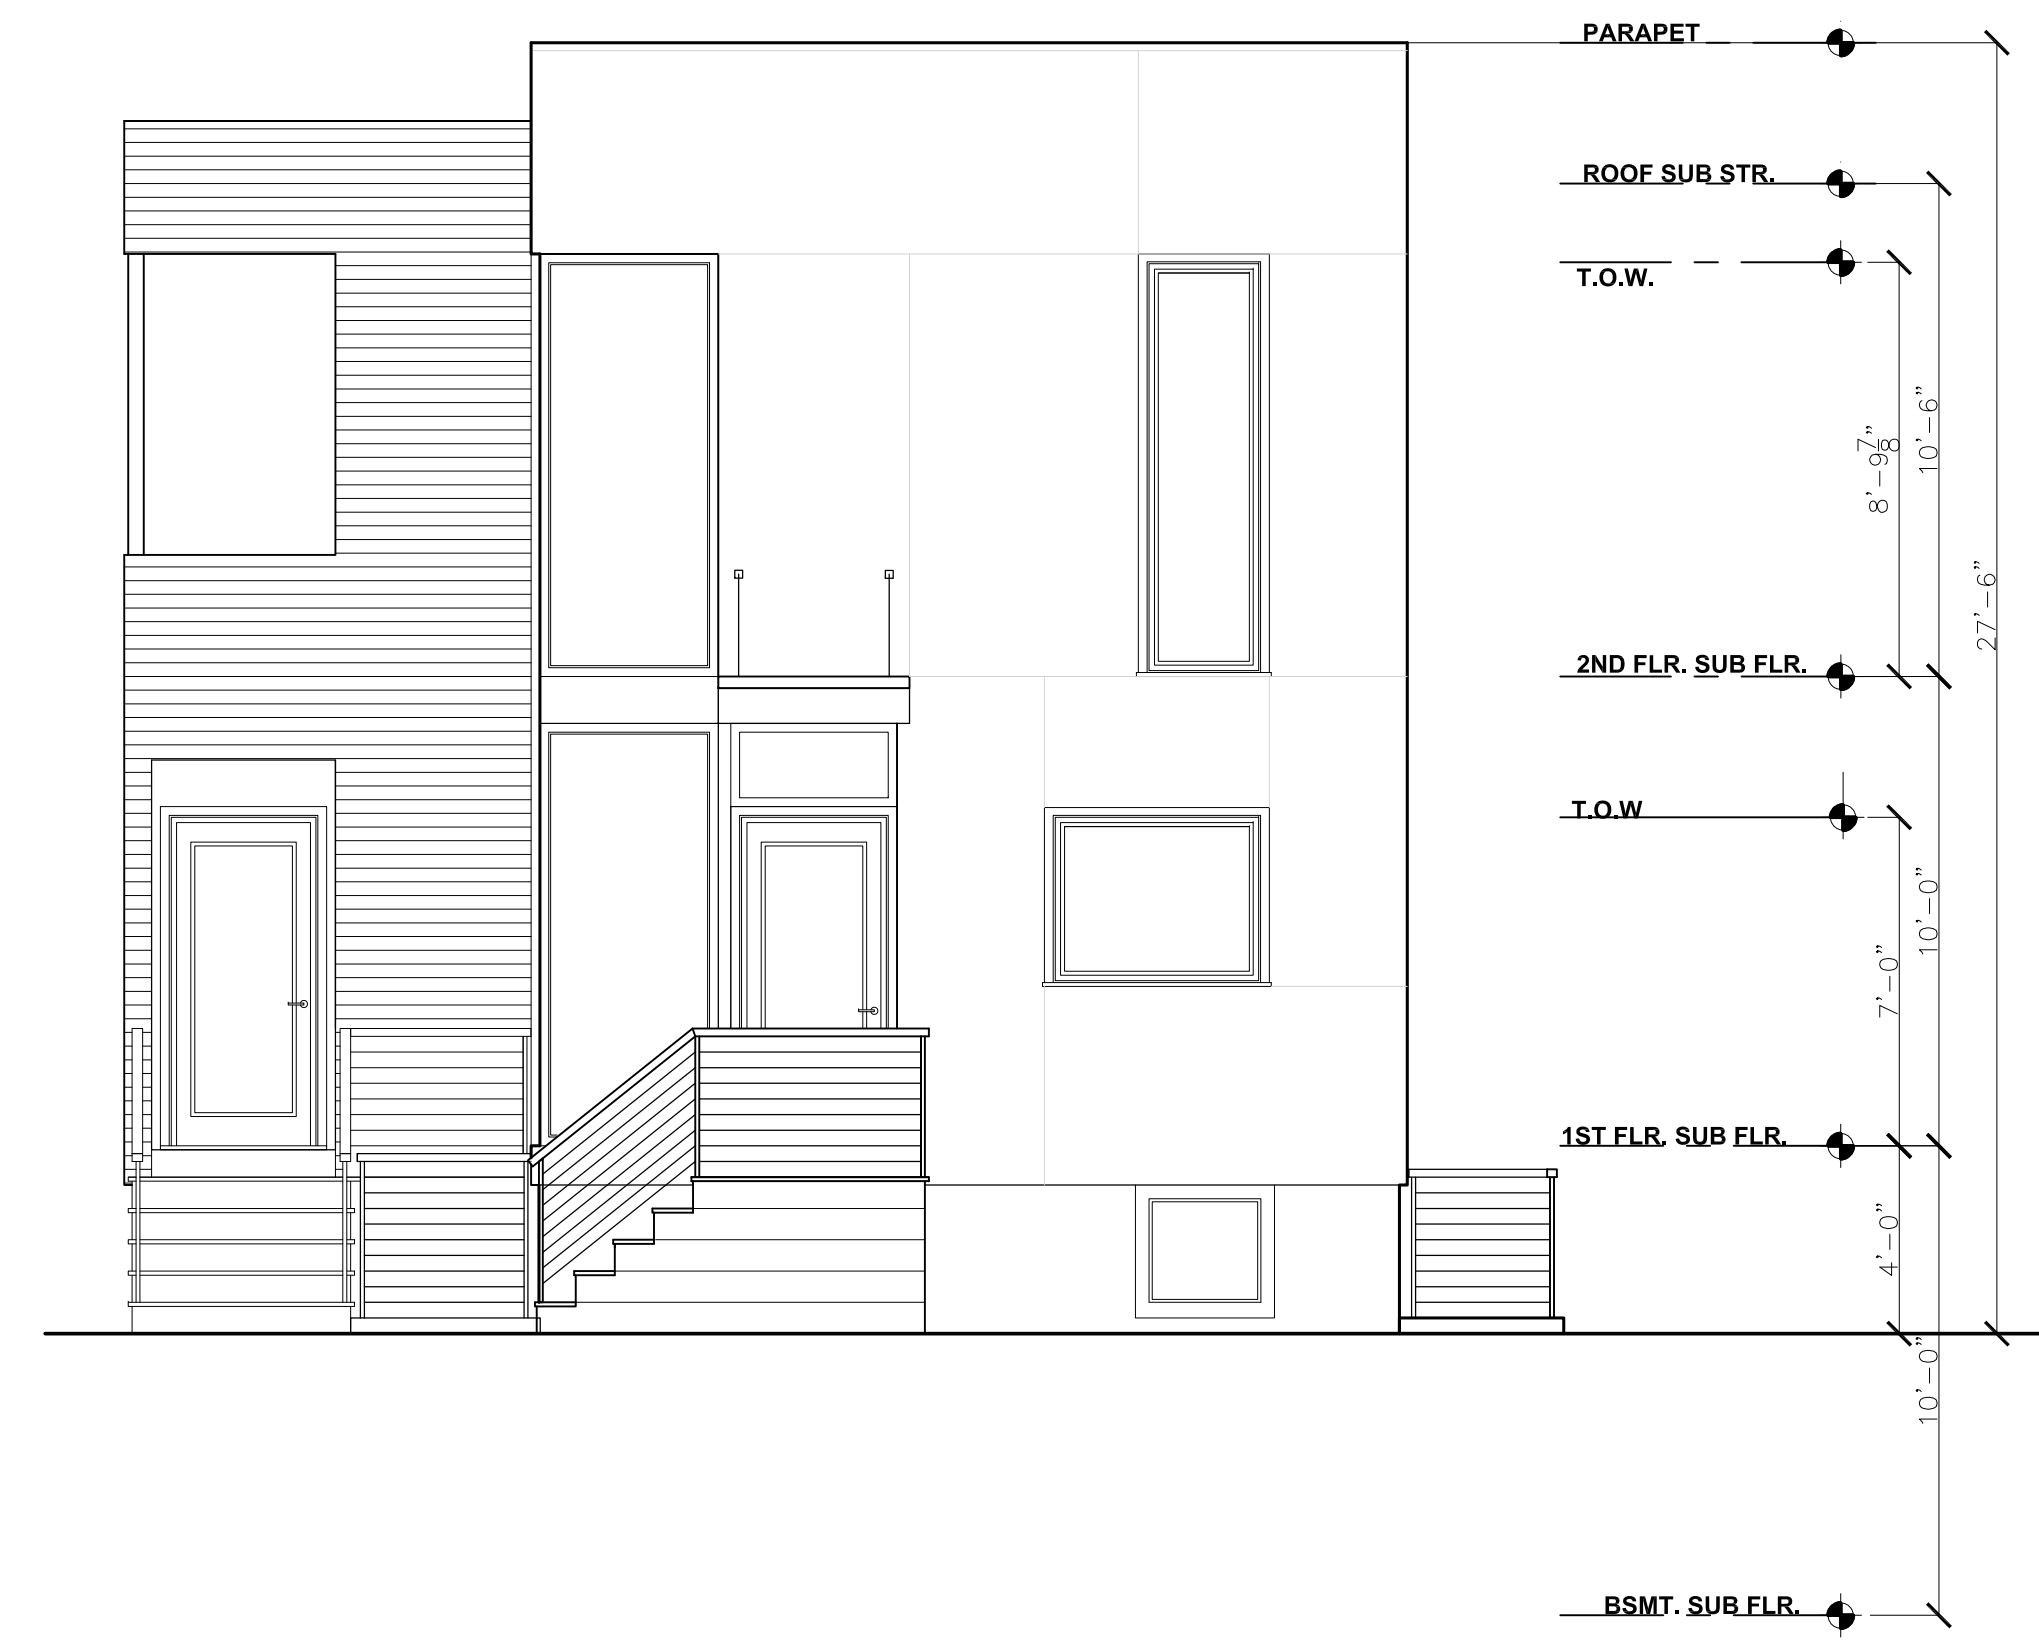 PARAPET
ROOF SUB STR.
T.O.W.
8'-9 7/8"
10'-6"
27'-6"
2ND FLR. SUB FLR.
T.O.W
7'-0"
10'-0"
1ST FLR. SUB FLR.
4'-0"
10'-0"
BSMT. SUB FLR.